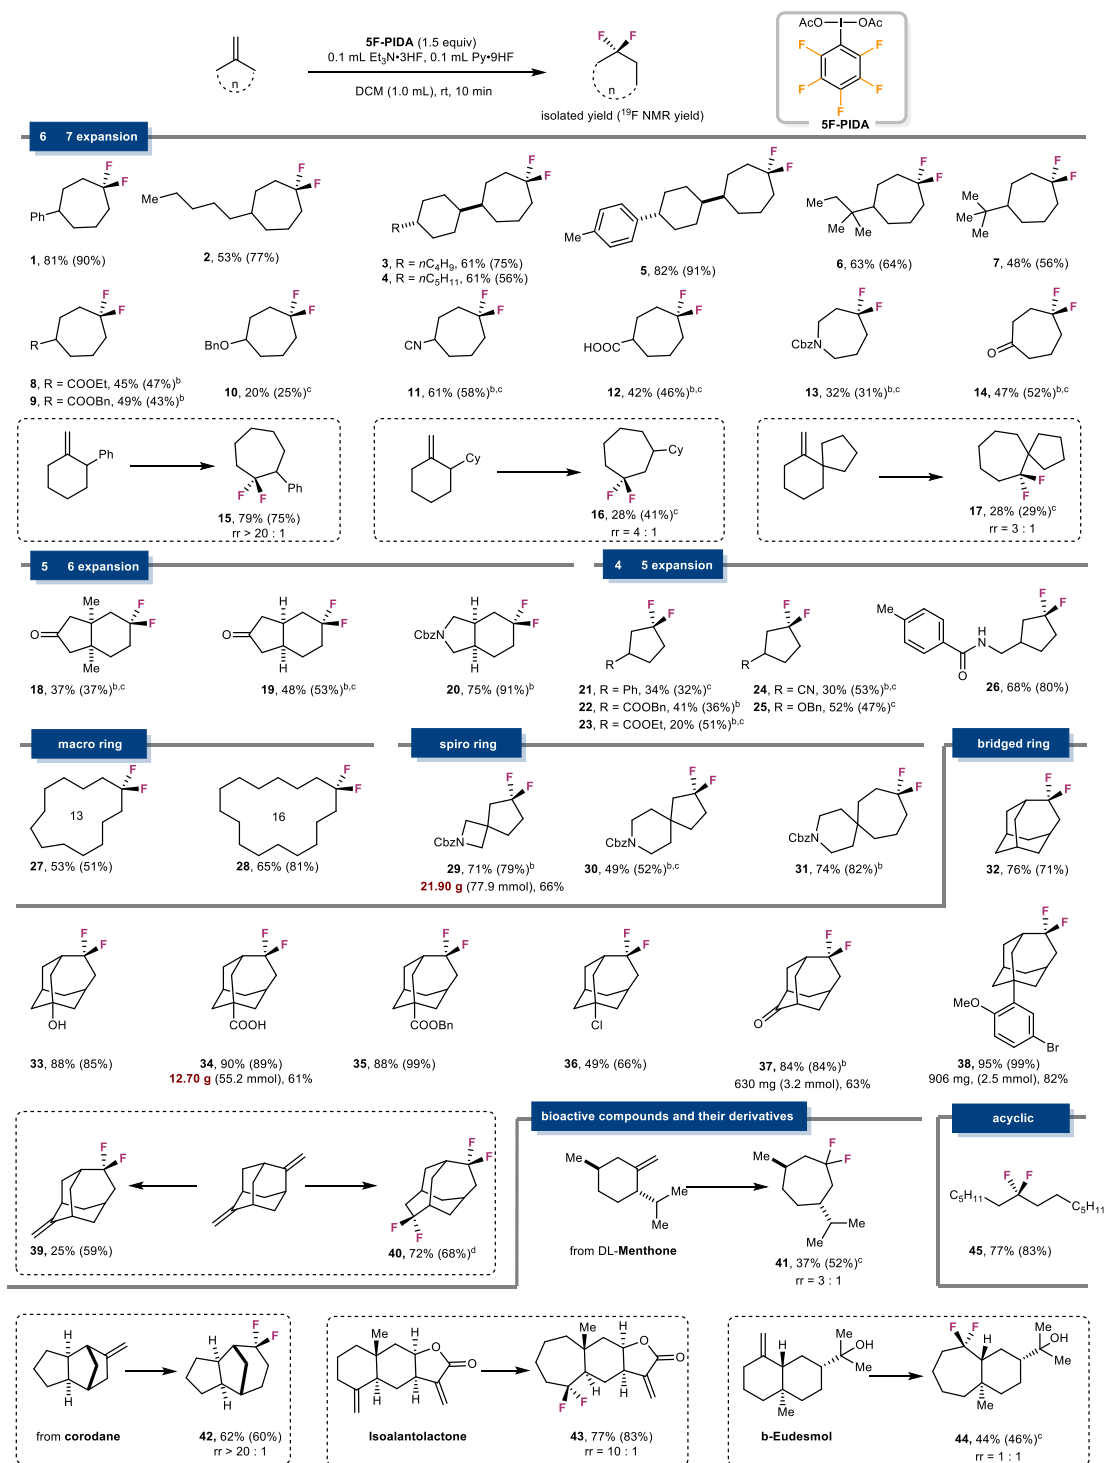 5F-PIDA (1.5 equiv)
0.1 mL Et3N•3HF, 0.1 mL Py•9HF
DCM (1.0 mL), rt, 10 min
n
F F
n
isolated yield (19F NMR yield)
AcO I OAc
F F
F F
F
5F-PIDA
6 7 expansion
Ph F F
1, 81% (90%)
Me F F
2, 53% (77%)
R F F
3, R = nC4H9, 61% (75%)
4, R = nC5H11, 61% (56%)
Me F F
5, 82% (91%)
Me Me Me F F
6, 63% (64%)
Me Me Me F F
7, 48% (56%)
R F F
8, R = COOEt, 45% (47%)b
9, R = COOBn, 49% (43%)b
BnO F F
10, 20% (25%)c
CN F F
11, 61% (58%)b,c
HOOC F F
12, 42% (46%)b,c
CbzN F F
13, 32% (31%)b,c
O F F
14, 47% (52%)b,c
Ph
F F Ph
15, 79% (75%)
rr > 20 : 1
Cy
Cy F F
16, 28% (41%)c
rr = 4 : 1
F F
17, 28% (29%)c
rr = 3 : 1
5 6 expansion
4 5 expansion
O Me Me F F
18, 37% (37%)b,c
O H H F F
19, 48% (53%)b,c
CbzN H H F F
20, 75% (91%)b
R F F
21, R = Ph, 34% (32%)c
22, R = COOBn, 41% (36%)b
23, R = COOEt, 20% (51%)b,c
R F F
24, R = CN, 30% (53%)b,c
25, R = OBn, 52% (47%)c
Me O H N F F
26, 68% (80%)
macro ring
spiro ring
bridged ring
13 F F
27, 53% (51%)
16 F F
28, 65% (81%)
CbzN F F
29, 71% (79%)b
21.90 g (77.9 mmol), 66%
CbzN F F
30, 49% (52%)b,c
CbzN F F
31, 74% (82%)b
F F
32, 76% (71%)
F F OH
33, 88% (85%)
F F COOH
34, 90% (89%)
12.70 g (55.2 mmol), 61%
F F COOBn
35, 88% (99%)
F F Cl
36, 49% (66%)
F F O
37, 84% (84%)b
630 mg (3.2 mmol), 63%
F F MeO Br
38, 95% (99%)
906 mg, (2.5 mmol), 82%
bioactive compounds and their derivatives
acyclic
F F
39, 25% (59%)
F F F F
40, 72% (68%)d
Me Me Me
from DL-Menthone
Me F F Me Me
41, 37% (52%)c
rr = 3 : 1
C5H11 F F C5H11
45, 77% (83%)
H H
from corodane
H H F F
42, 62% (60%)
rr > 20 : 1
Me H O O H H
Isoalantolactone
Me H O O H H F F
43, 77% (83%)
rr = 10 : 1
H Me OH Me Me
b-Eudesmol
F F H Me OH Me Me
44, 44% (46%)c
rr = 1 : 1